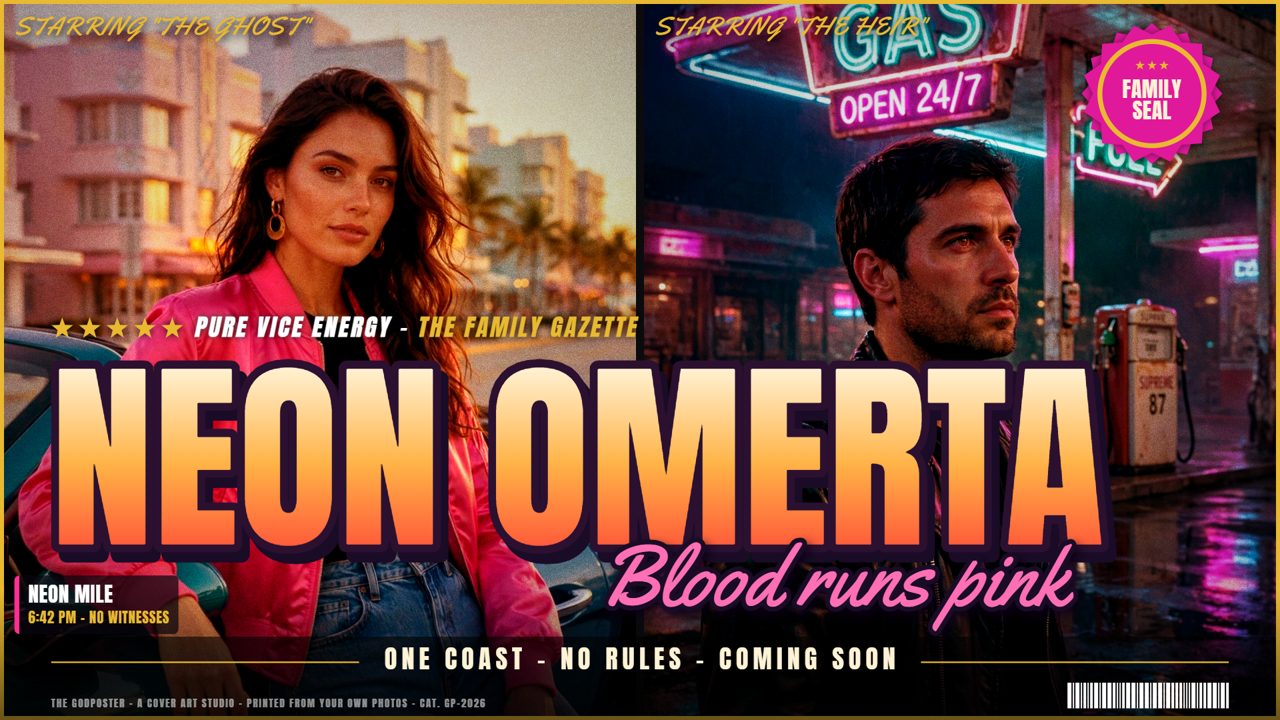 STARRING "THE GHOST"
STARRING "THE HEIR"
GAS
OPEN 24/7
★★★
FAMILY
SEAL
FUEL
★★★★★ PURE VICE ENERGY - THE FAMILY GAZETTE
SUPREME
87
NEON OMERTA
Blood runs pink
NEON MILE
6:42 PM - NO WITNESSES
ONE COAST - NO RULES - COMING SOON
THE GODPOSTER - A COVER ART STUDIO - PRINTED FROM YOUR OWN PHOTOS - CAT. GP-2026